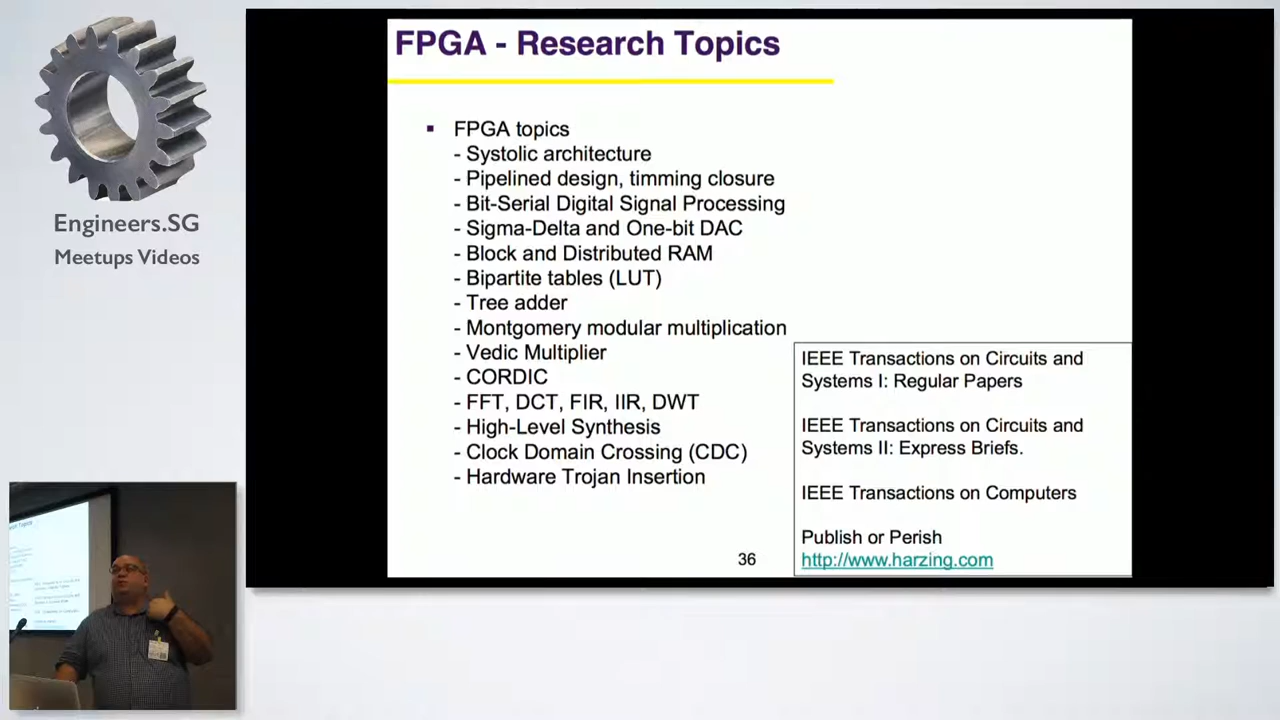 Engineers.SG
Meetups Videos
FPGA - Research Topics
▪ FPGA topics
- Systolic architecture
- Pipelined design, timming closure
- Bit-Serial Digital Signal Processing
- Sigma-Delta and One-bit DAC
- Block and Distributed RAM
- Bipartite tables (LUT)
- Tree adder
- Montgomery modular multiplication
- Vedic Multiplier
- CORDIC
- FFT, DCT, FIR, IIR, DWT
- High-Level Synthesis
- Clock Domain Crossing (CDC)
- Hardware Trojan Insertion
IEEE Transactions on Circuits and
Systems I: Regular Papers
IEEE Transactions on Circuits and
Systems II: Express Briefs.
IEEE Transactions on Computers
Publish or Perish
http://www.harzing.com
36